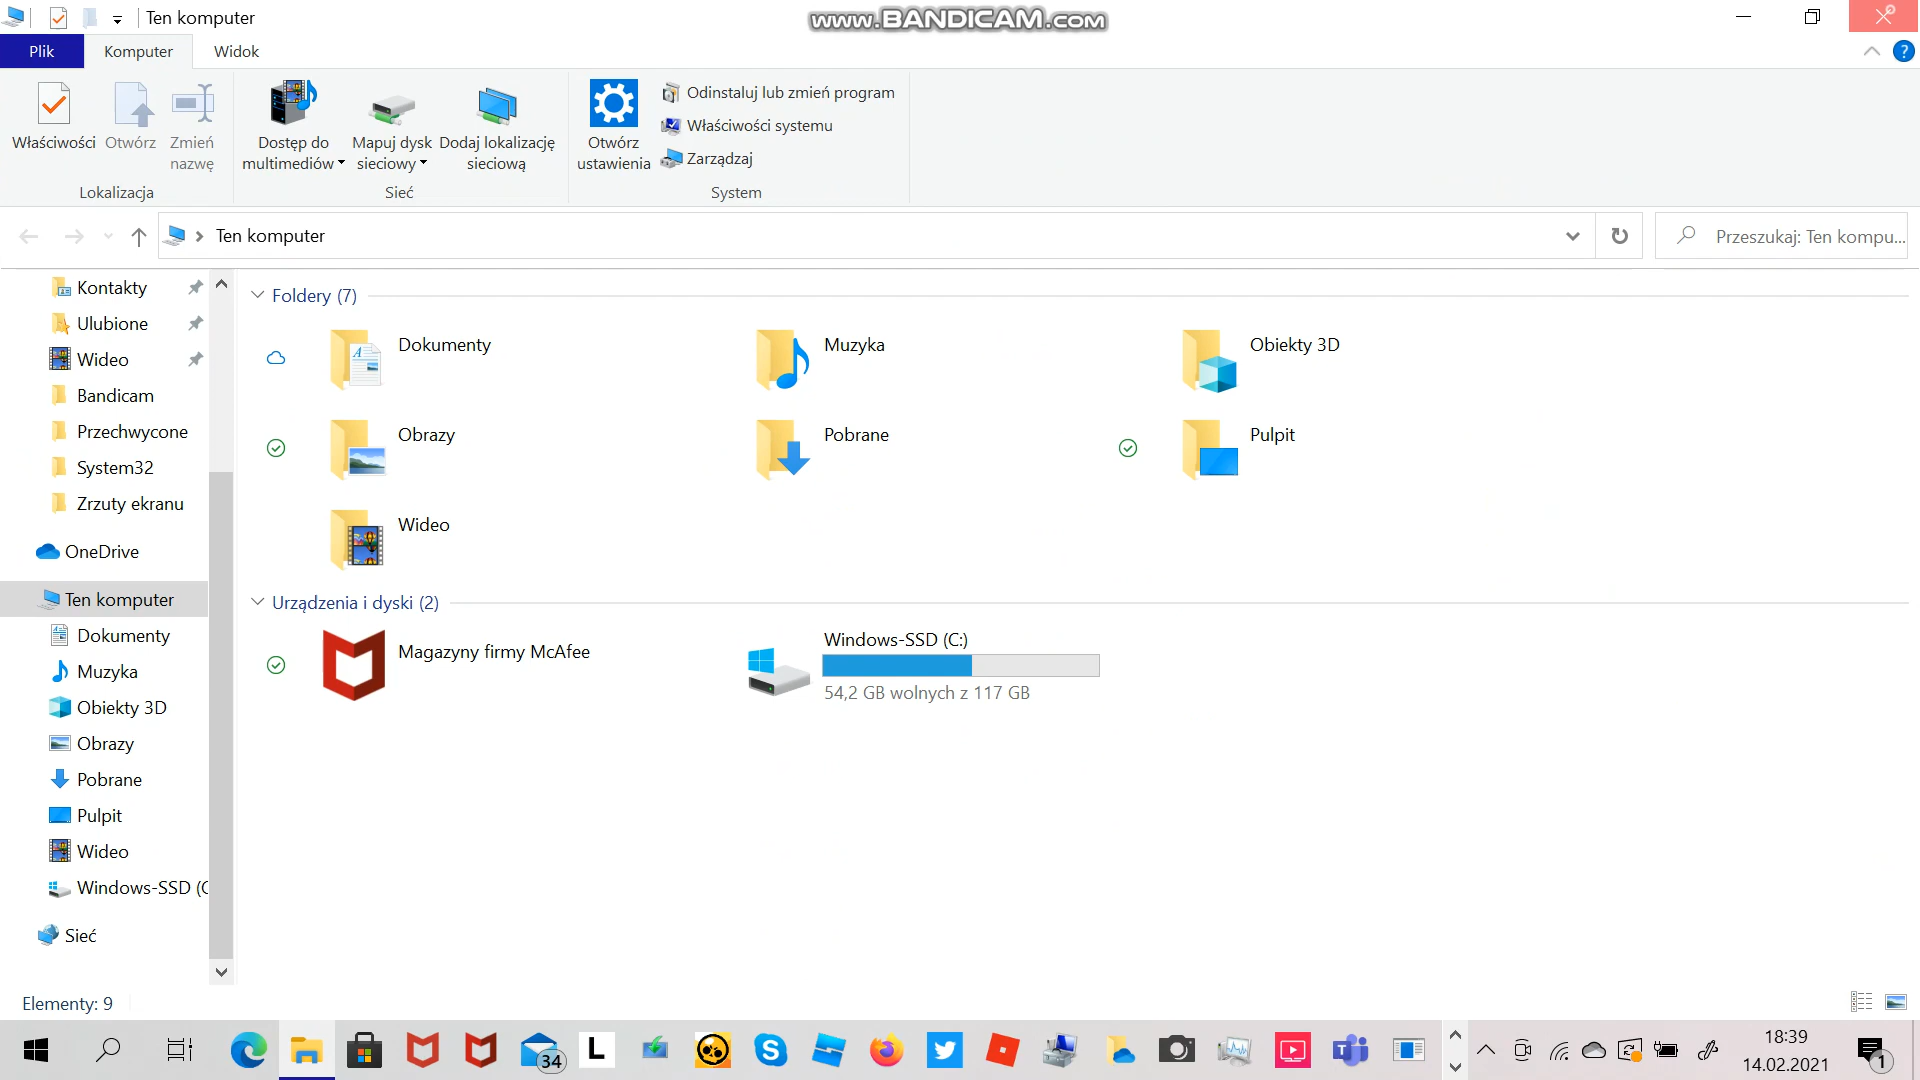 Ten komputer
www.BANDICAM.com
Plik
Komputer
Widok
?
Właściwości
Otwórz
Zmień
nazwę
Dostęp do
multimediów
Mapuj dysk
sieciowy
Dodaj lokalizację
sieciową
Otwórz
ustawienia
Odinstaluj lub zmień program
Właściwości systemu
Zarządzaj
Lokalizacja
Sieć
System
Ten komputer
Przeszukaj: Ten kompu...
Kontakty
Ulubione
Wideo
Bandicam
Przechwycone
System32
Zrzuty ekranu
OneDrive
Ten komputer
Dokumenty
Muzyka
Obiekty 3D
Obrazy
Pobrane
Pulpit
Wideo
Windows-SSD (C
Sieć
Foldery (7)
Dokumenty
Muzyka
Obiekty 3D
Obrazy
Pobrane
Pulpit
Wideo
Urządzenia i dyski (2)
Magazyny firmy McAfee
Windows-SSD (C:)
54,2 GB wolnych z 117 GB
Elementy: 9
34
L
S
18:39
14.02.2021
1